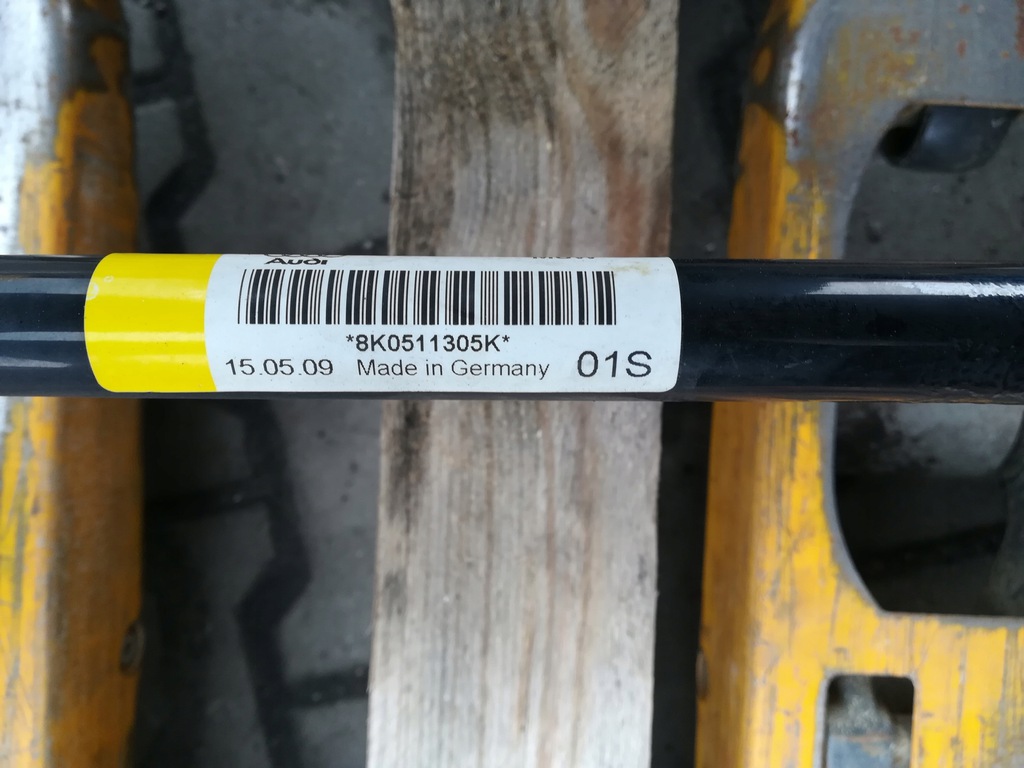 Audi
*8K0511305K*
15.05.09 Made in Germany 01S